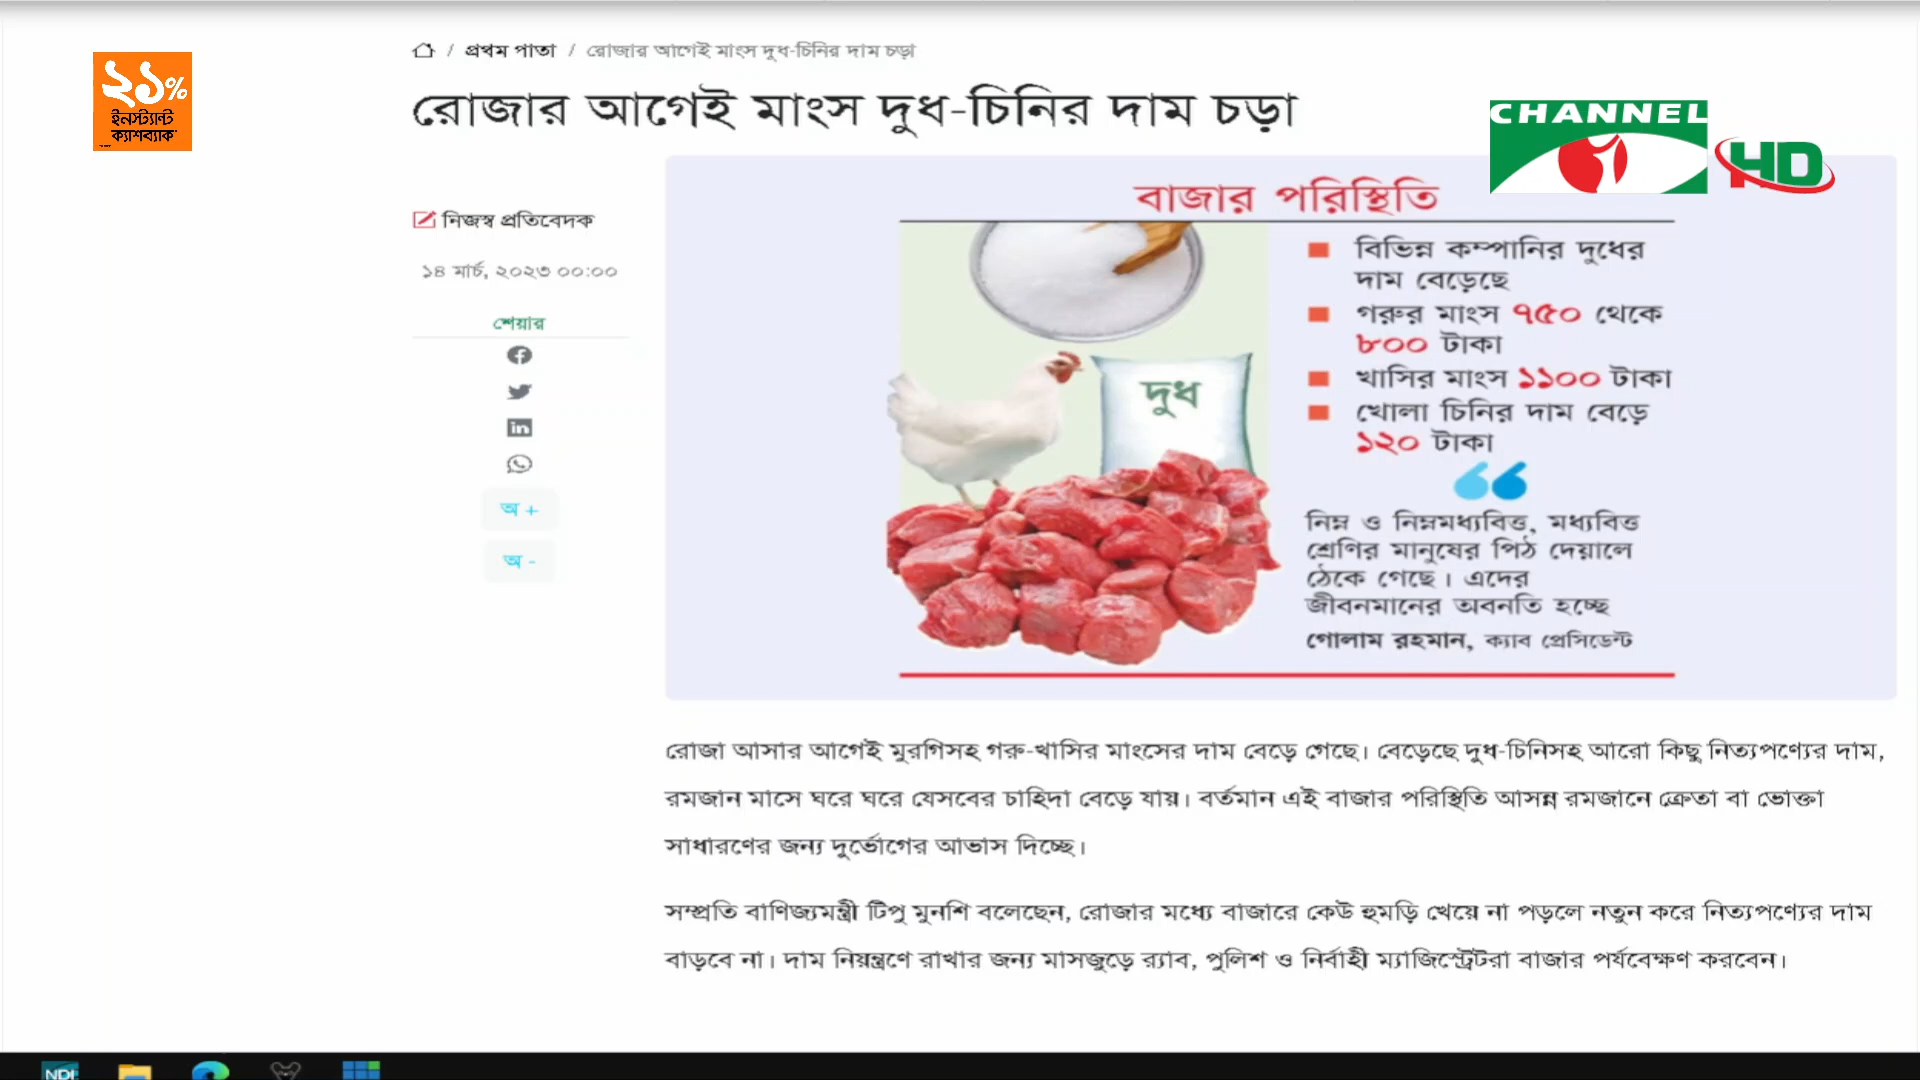 / প্রথম পাতা / রোজার আগেই মাংস দুধ-চিনির দাম চড়া
২১%
ইনস্ট্যান্ট
ক্যাশব্যাক
রোজার আগেই মাংস দুধ-চিনির দাম চড়া
CHANNEL
HD
নিজস্ব প্রতিবেদক
১৪ মার্চ, ২০২৩ ০০:০০
শেয়ার
in
অ +
অ -
বাজার পরিস্থিতি
বিভিন্ন কম্পানির দুধের
দাম বেড়েছে
গরুর মাংস ৭৫০ থেকে
৮০০ টাকা
খাসির মাংস ১১০০ টাকা
খোলা চিনির দাম বেড়ে
১২০ টাকা
দুধ
নিম্ন ও নিম্নমধ্যবিত্ত, মধ্যবিত্ত
শ্রেণির মানুষের পিঠ দেয়ালে
ঠেকে গেছে। এদের
জীবনমানের অবনতি হচ্ছে
গোলাম রহমান, ক্যাব প্রেসিডেন্ট
রোজা আসার আগেই মুরগিসহ গরু-খাসির মাংসের দাম বেড়ে গেছে। বেড়েছে দুধ-চিনিসহ আরো কিছু নিত্যপণ্যের দাম,
রমজান মাসে ঘরে ঘরে যেসবের চাহিদা বেড়ে যায়। বর্তমান এই বাজার পরিস্থিতি আসন্ন রমজানে ক্রেতা বা ভোক্তা
সাধারণের জন্য দুর্ভোগের আভাস দিচ্ছে।
সম্প্রতি বাণিজ্যমন্ত্রী টিপু মুনশি বলেছেন, রোজার মধ্যে বাজারে কেউ হুমড়ি খেয়ে না পড়লে নতুন করে নিত্যপণ্যের দাম
বাড়বে না। দাম নিয়ন্ত্রণে রাখার জন্য মাসজুড়ে র‌্যাব, পুলিশ ও নির্বাহী ম্যাজিস্ট্রেটরা বাজার পর্যবেক্ষণ করবেন।
NDI